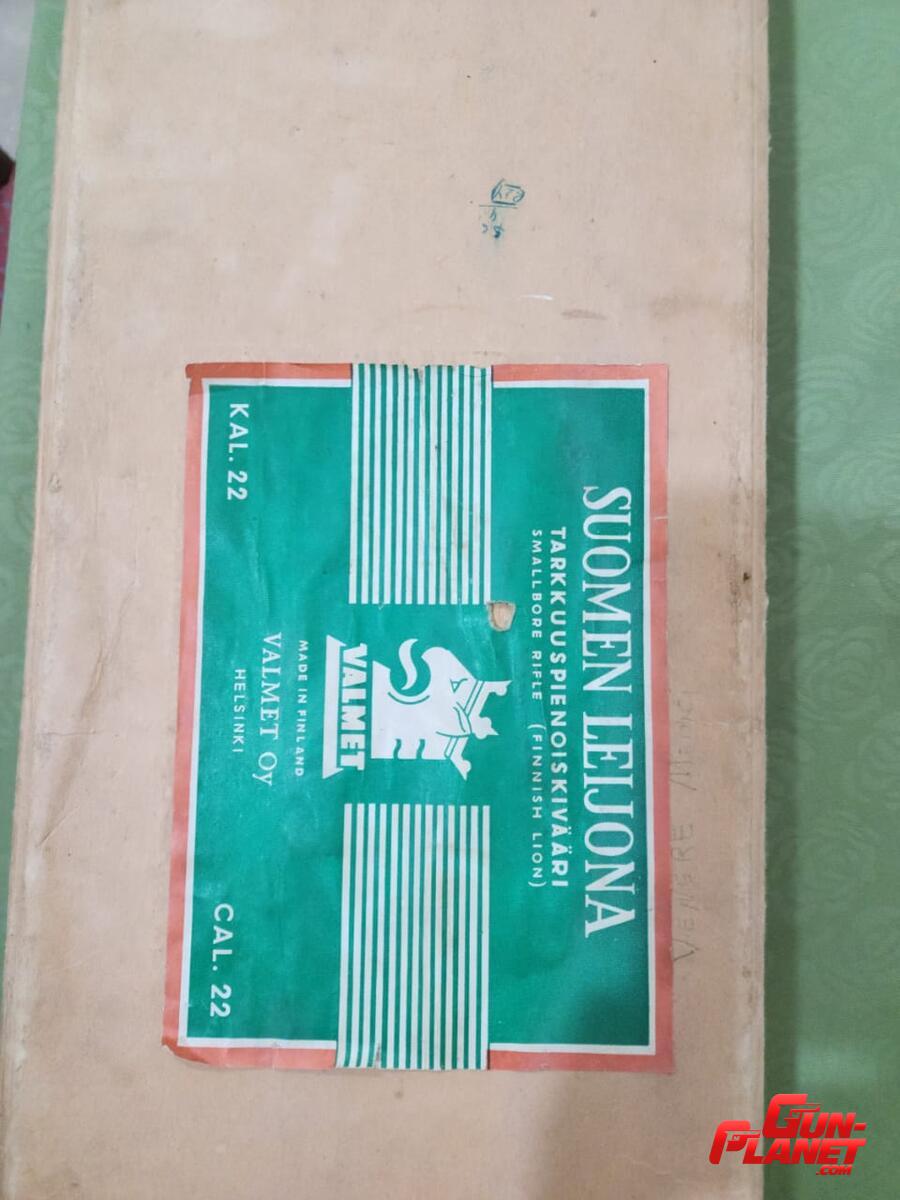 SUOMEN LEIJONA
TARKKUUSPIENOISKIVÄÄRI
SMALLBORE RIFLE (FINNISH LION)
VALMET
MADE IN FINLAND
VALMET Oy
HELSINKI
KAL. 22
CAL. 22
GUN-
PLANET
.COM